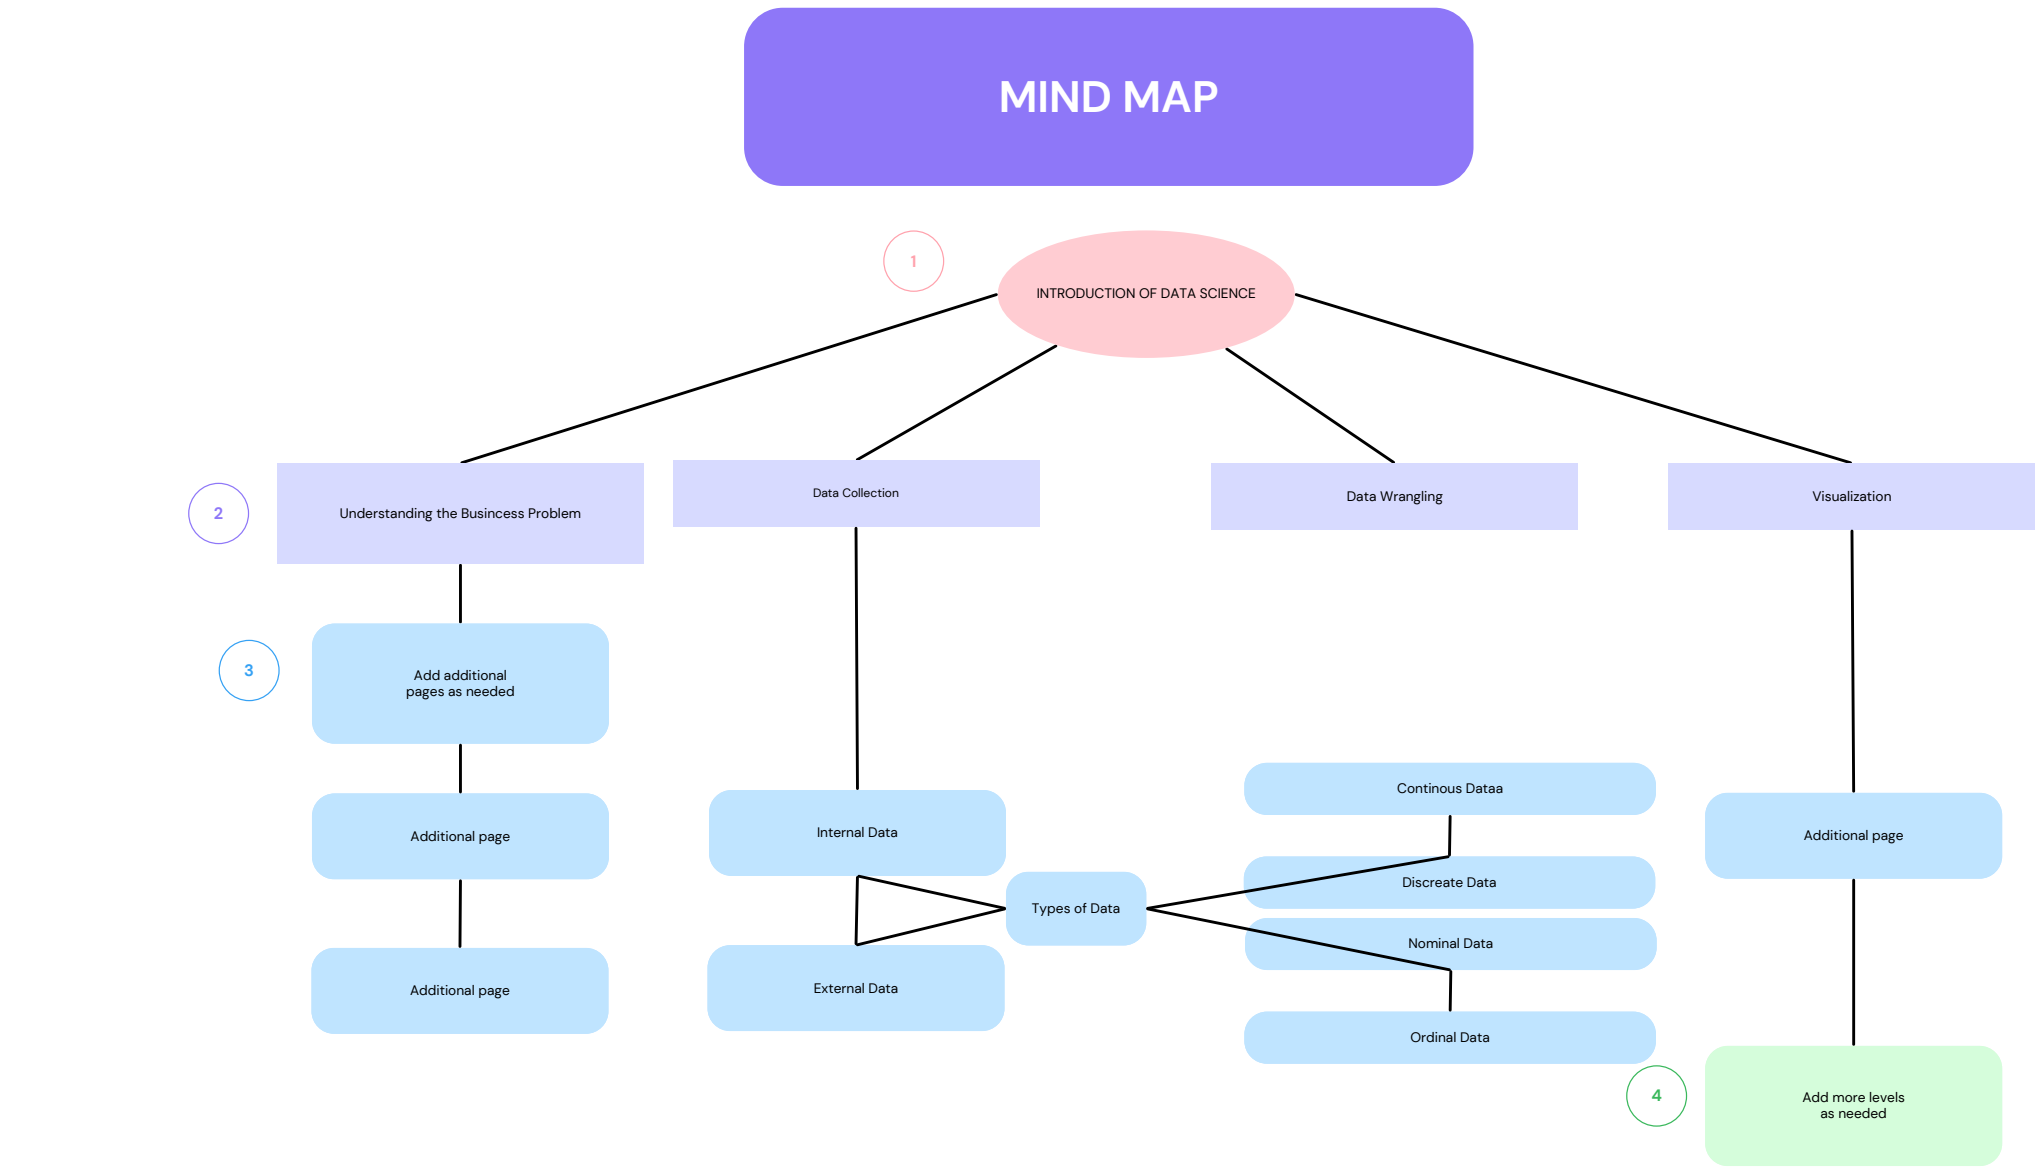 MIND MAP
1
INTRODUCTION OF DATA SCIENCE
2
Understanding the Busincess Problem
Data Collection
Data Wrangling
Visualization
3
Add additional
pages as needed
Additional page
Additional page
Internal Data
External Data
Types of Data
Continous Dataa
Discreate Data
Nominal Data
Ordinal Data
Additional page
4
Add more levels
as needed